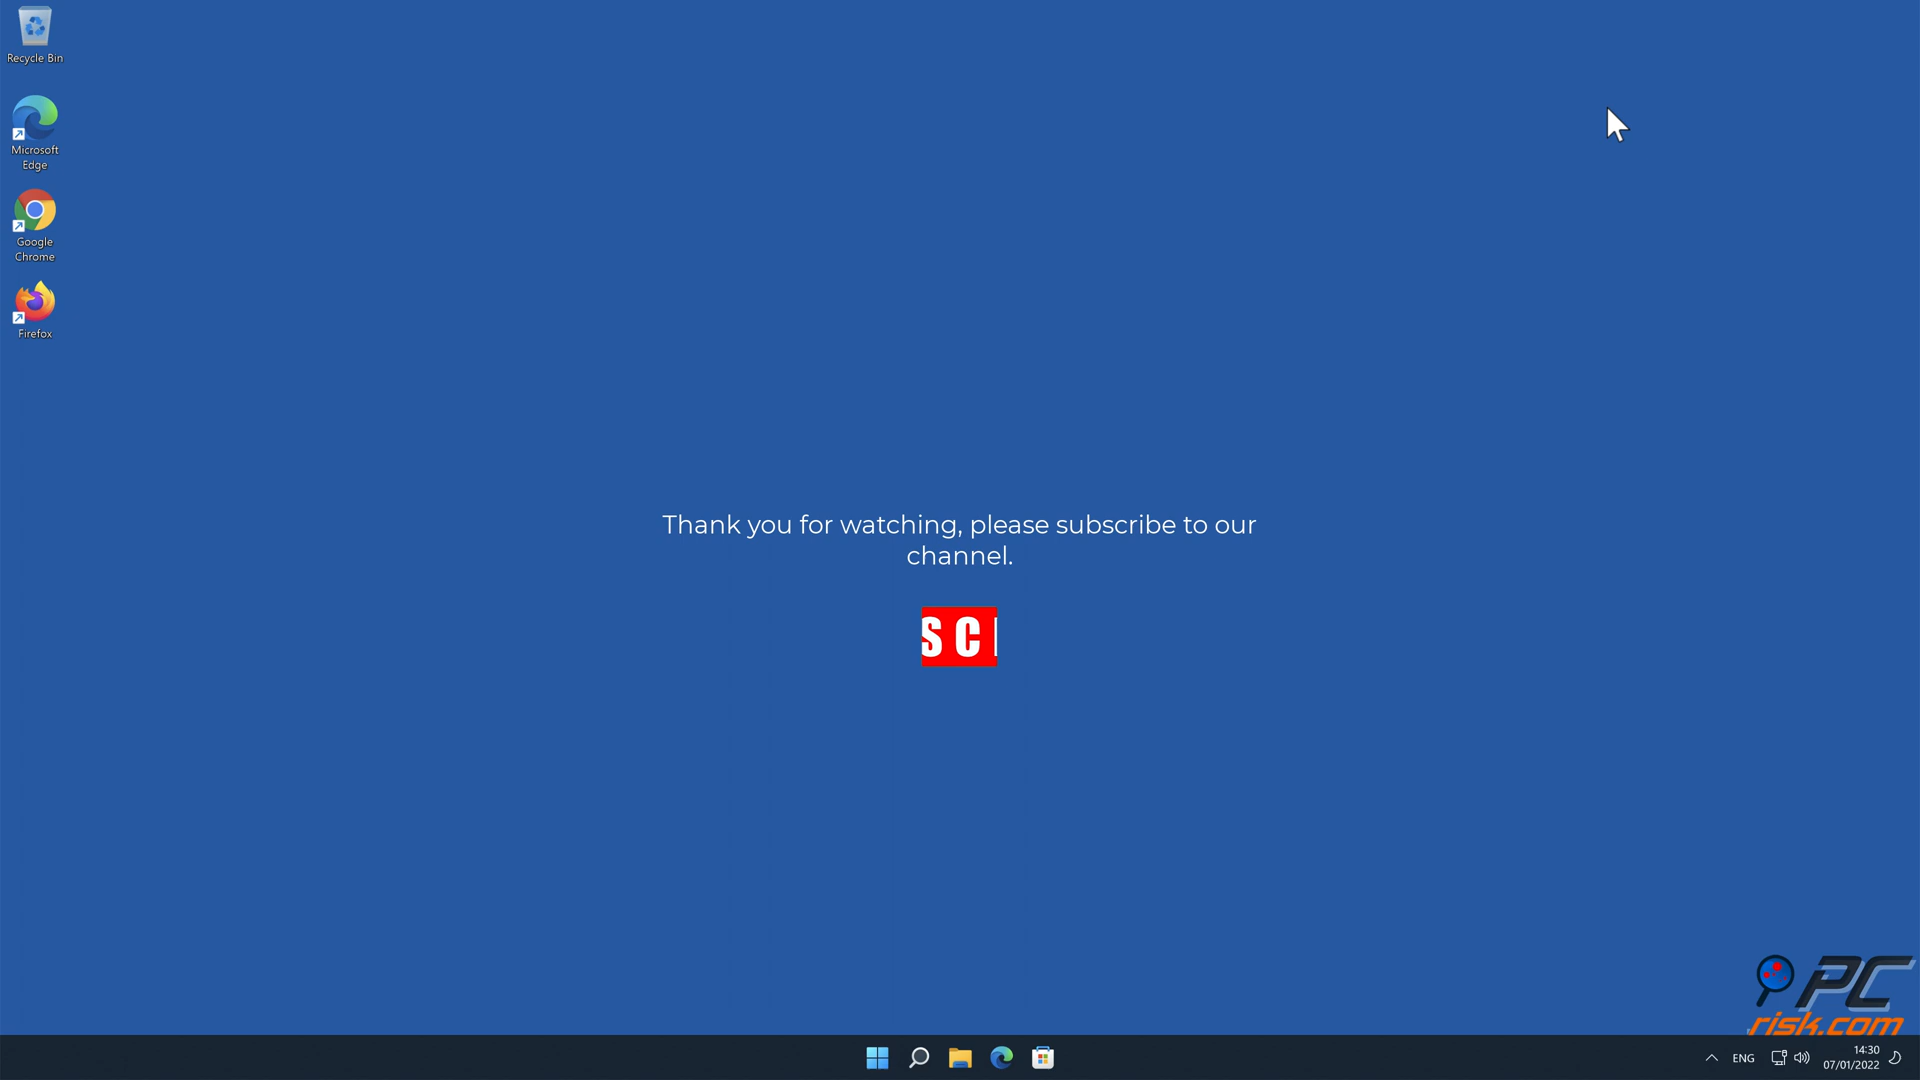 Recycle Bin
Microsoft
Edge
Google
Chrome
Firefox
Thank you for watching, please subscribe to our
channel.
SC
PC
risk.com
ENG
14:30
07/01/2022